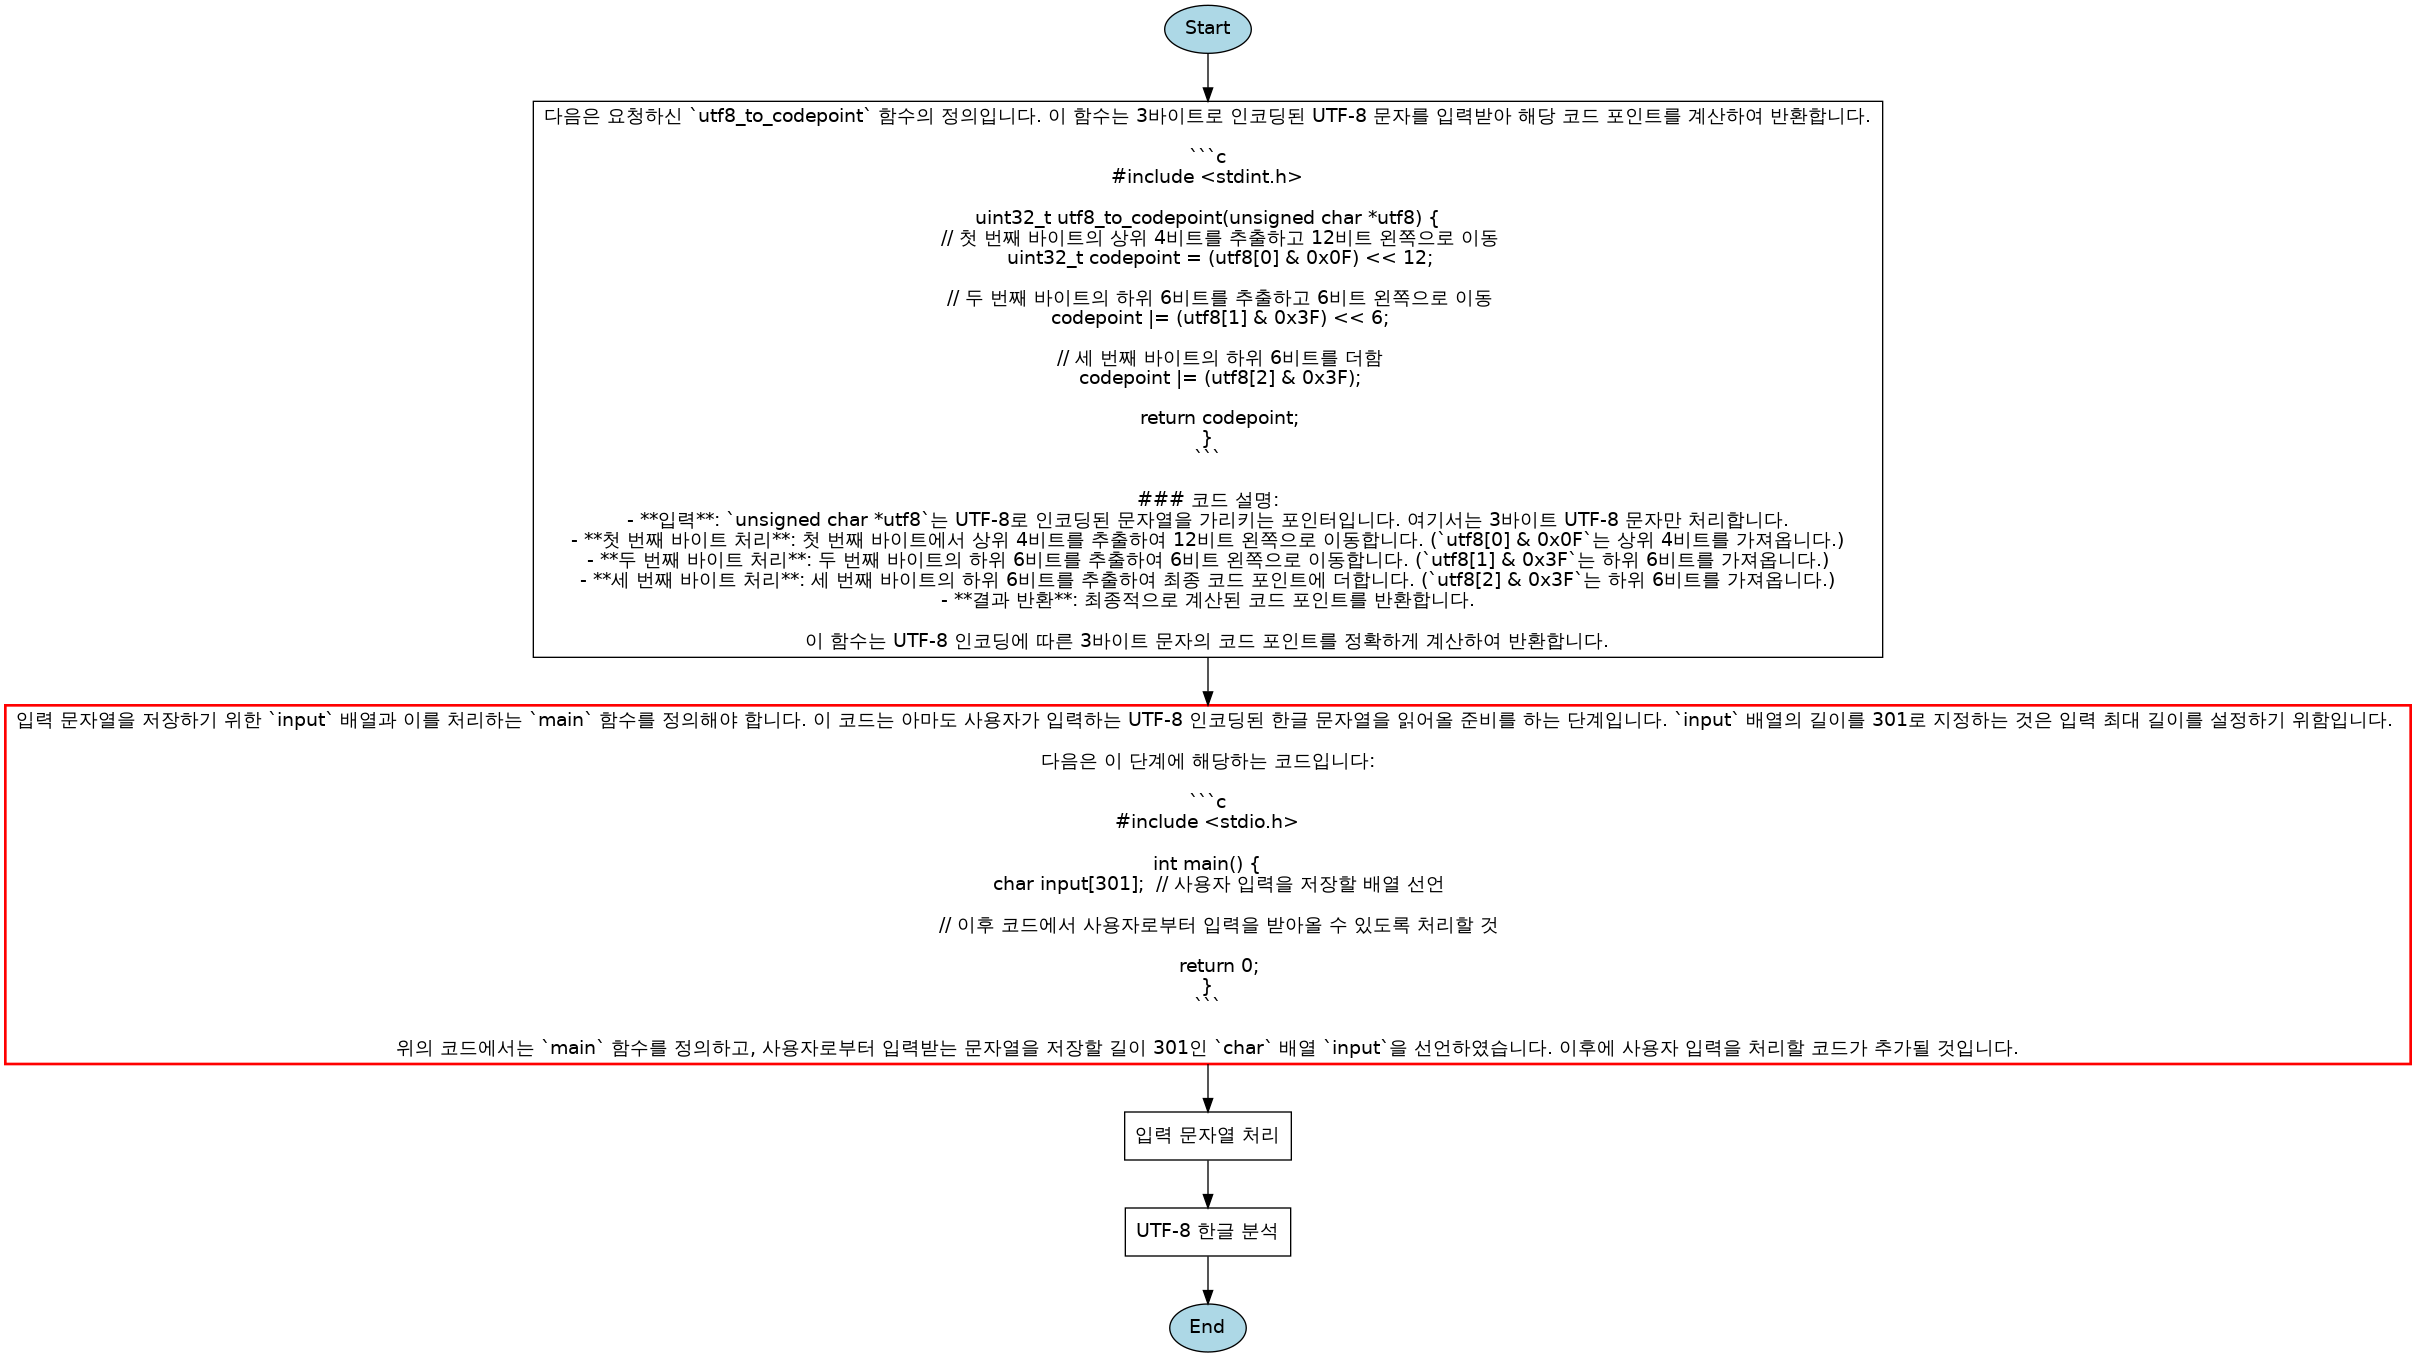 Start
다음은 요청하신 `utf8_to_codepoint` 함수의 정의입니다. 이 함수는 3바이트로 인코딩된 UTF-8 문자를 입력받아 해당 코드 포인트를 계산하여 반환합니다.
```c
#include <stdint.h>
uint32_t utf8_to_codepoint(unsigned char *utf8) {
// 첫 번째 바이트의 상위 4비트를 추출하고 12비트 왼쪽으로 이동
uint32_t codepoint = (utf8[0] & 0x0F) << 12;
// 두 번째 바이트의 하위 6비트를 추출하고 6비트 왼쪽으로 이동
codepoint |= (utf8[1] & 0x3F) << 6;
// 세 번째 바이트의 하위 6비트를 더함
codepoint |= (utf8[2] & 0x3F);
return codepoint;
}
```
### 코드 설명:
- **입력**: `unsigned char *utf8`는 UTF-8로 인코딩된 문자열을 가리키는 포인터입니다. 여기서는 3바이트 UTF-8 문자만 처리합니다.
- **첫 번째 바이트 처리**: 첫 번째 바이트에서 상위 4비트를 추출하여 12비트 왼쪽으로 이동합니다. (`utf8[0] & 0x0F`는 상위 4비트를 가져옵니다.)
- **두 번째 바이트 처리**: 두 번째 바이트의 하위 6비트를 추출하여 6비트 왼쪽으로 이동합니다. (`utf8[1] & 0x3F`는 하위 6비트를 가져옵니다.)
- **세 번째 바이트 처리**: 세 번째 바이트의 하위 6비트를 추출하여 최종 코드 포인트에 더합니다. (`utf8[2] & 0x3F`는 하위 6비트를 가져옵니다.)
- **결과 반환**: 최종적으로 계산된 코드 포인트를 반환합니다.
이 함수는 UTF-8 인코딩에 따른 3바이트 문자의 코드 포인트를 정확하게 계산하여 반환합니다.
입력 문자열을 저장하기 위한 `input` 배열과 이를 처리하는 `main` 함수를 정의해야 합니다. 이 코드는 아마도 사용자가 입력하는 UTF-8 인코딩된 한글 문자열을 읽어올 준비를 하는 단계입니다. `input` 배열의 길이를 301로 지정하는 것은 입력 최대 길이를 설정하기 위함입니다.
다음은 이 단계에 해당하는 코드입니다:
```c
#include <stdio.h>
int main() {
char input[301];  // 사용자 입력을 저장할 배열 선언
// 이후 코드에서 사용자로부터 입력을 받아올 수 있도록 처리할 것
return 0;
}
```
위의 코드에서는 `main` 함수를 정의하고, 사용자로부터 입력받는 문자열을 저장할 길이 301인 `char` 배열 `input`을 선언하였습니다. 이후에 사용자 입력을 처리할 코드가 추가될 것입니다.
입력 문자열 처리
UTF-8 한글 분석
End